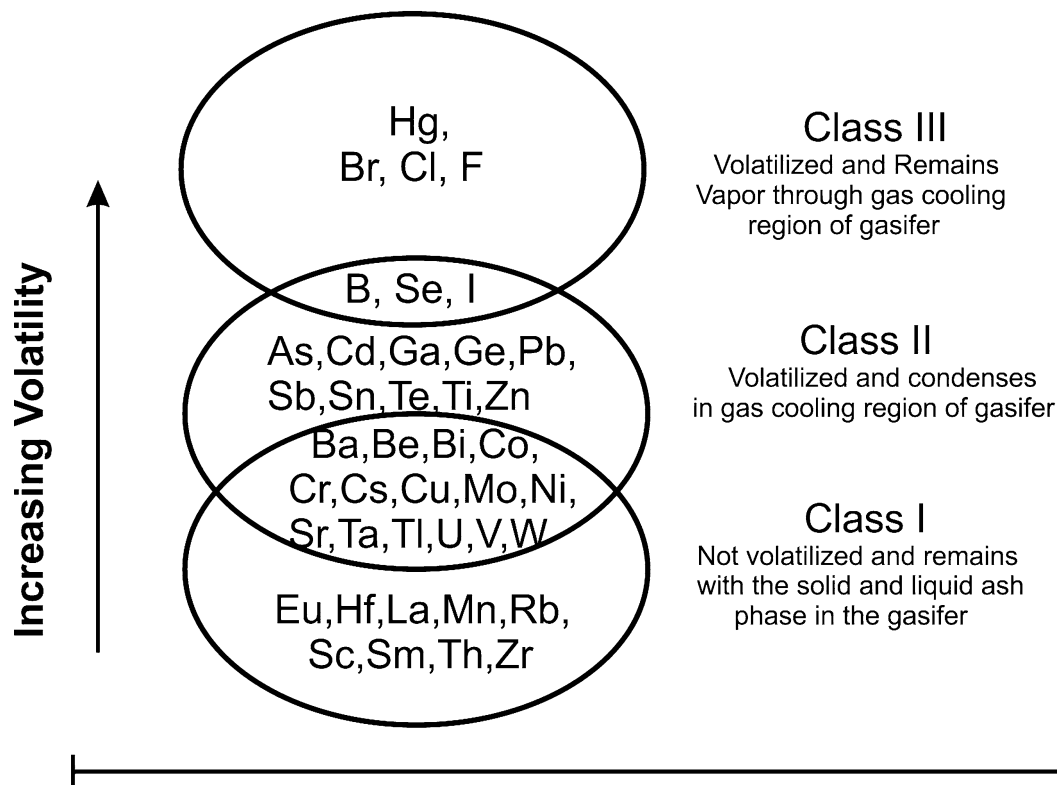 Hg,
Br, Cl, F
Class III
Volatilized and Remains
Vapor through gas cooling
region of gasifer
B, Se, I
As,Cd,Ga,Ge,Pb,
Sb,Sn,Te,Ti,Zn
Class II
Volatilized and condenses
in gas cooling region of gasifer
Ba,Be,Bi,Co,
Cr,Cs,Cu,Mo,Ni,
Sr,Ta,Tl,U,V,W
Class I
Not volatilized and remains
with the solid and liquid ash
phase in the gasifer
Eu,Hf,La,Mn,Rb,
Sc,Sm,Th,Zr
Increasing Volatility